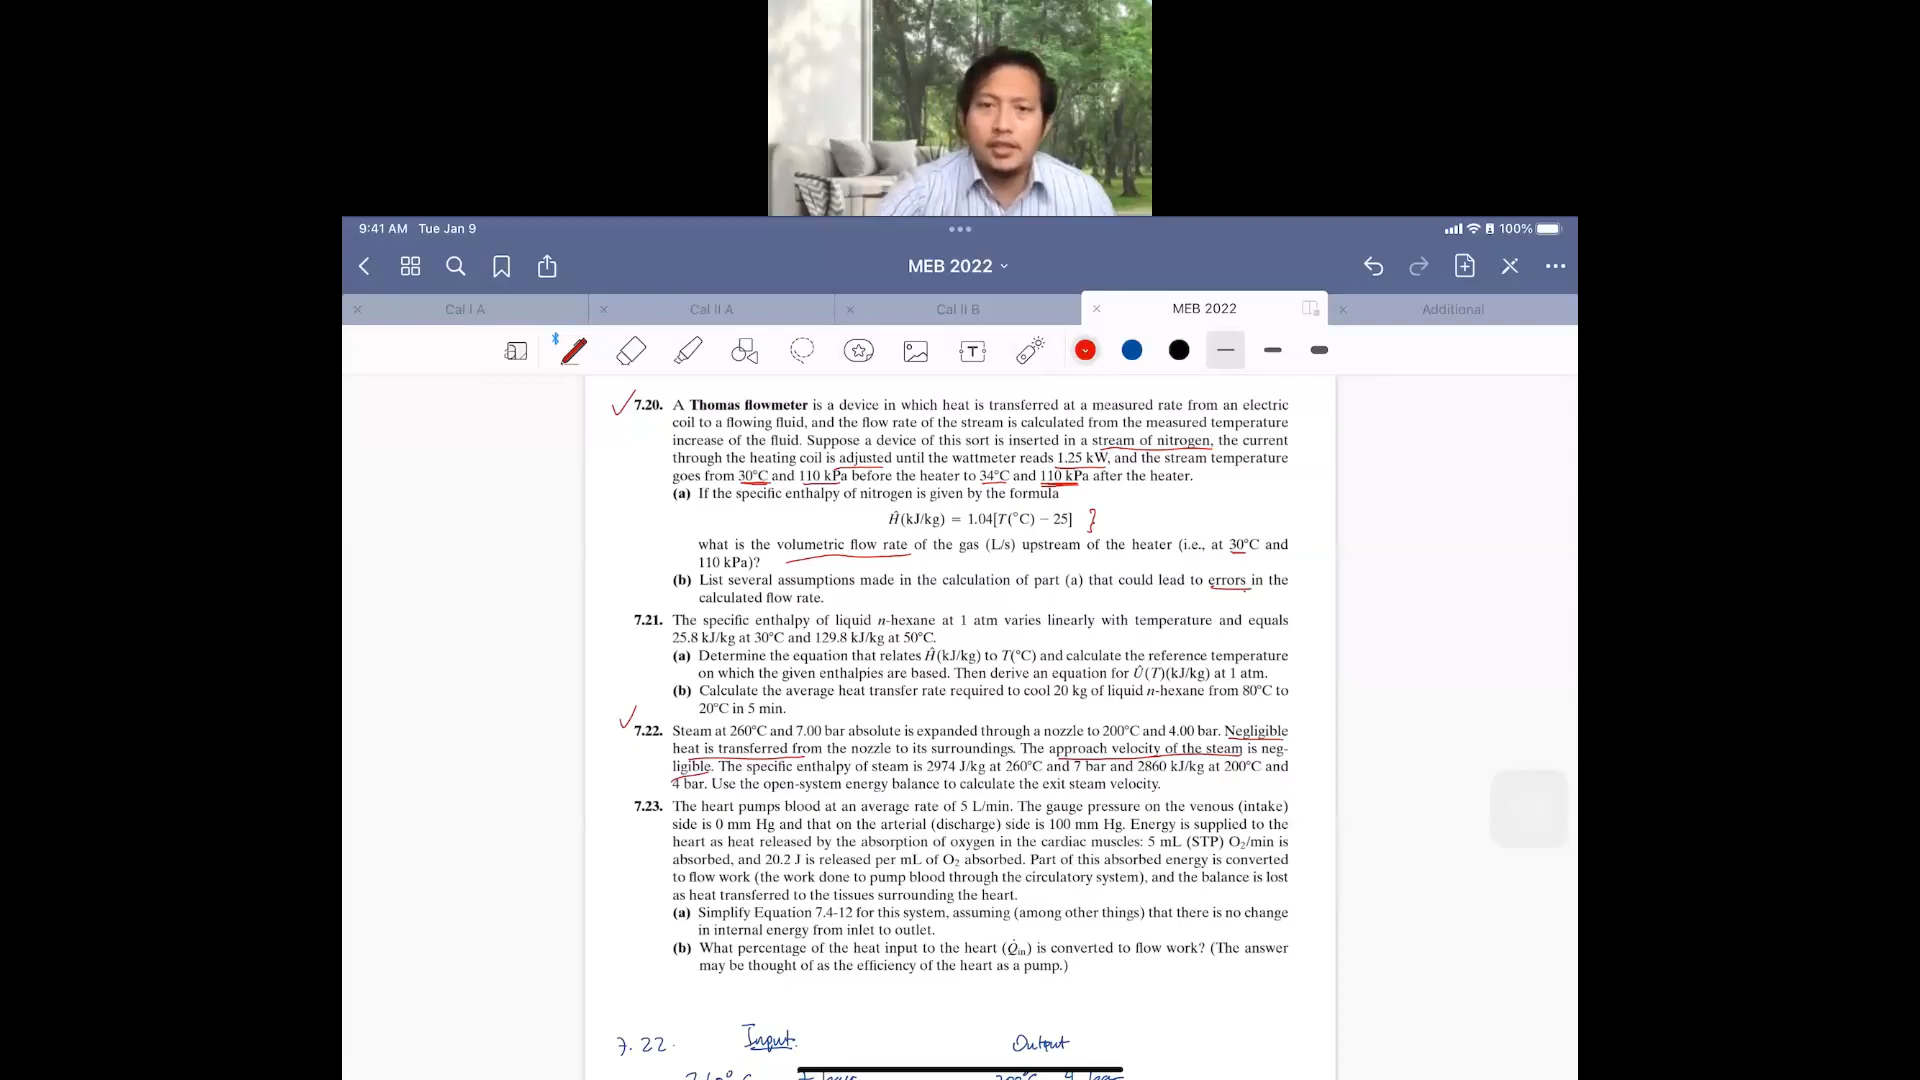 9:41 AM Tue Jan 9
100%
MEB 2022
Cal I A
Cal II A
Cal II B
MEB 2022
Additional
7.20. A Thomas flowmeter is a device in which heat is transferred at a measured rate from an electric
coil to a flowing fluid, and the flow rate of the stream is calculated from the measured temperature
increase of the fluid. Suppose a device of this sort is inserted in a stream of nitrogen, the current
through the heating coil is adjusted until the wattmeter reads 1.25 kW, and the stream temperature
goes from 30°C and 110 kPa before the heater to 34°C and 110 kPa after the heater.
(a) If the specific enthalpy of nitrogen is given by the formula
Ĥ(kJ/kg) = 1.04[T(°C) − 25] }
what is the volumetric flow rate of the gas (L/s) upstream of the heater (i.e., at 30°C and
110 kPa)?
(b) List several assumptions made in the calculation of part (a) that could lead to errors in the
calculated flow rate.
7.21. The specific enthalpy of liquid n-hexane at 1 atm varies linearly with temperature and equals
25.8 kJ/kg at 30°C and 129.8 kJ/kg at 50°C.
(a) Determine the equation that relates Ĥ(kJ/kg) to T(°C) and calculate the reference temperature
on which the given enthalpies are based. Then derive an equation for Û(T)(kJ/kg) at 1 atm.
(b) Calculate the average heat transfer rate required to cool 20 kg of liquid n-hexane from 80°C to
20°C in 5 min.
7.22. Steam at 260°C and 7.00 bar absolute is expanded through a nozzle to 200°C and 4.00 bar. Negligible
heat is transferred from the nozzle to its surroundings. The approach velocity of the steam is neg-
ligible. The specific enthalpy of steam is 2974 J/kg at 260°C and 7 bar and 2860 kJ/kg at 200°C and
4 bar. Use the open-system energy balance to calculate the exit steam velocity.
7.23. The heart pumps blood at an average rate of 5 L/min. The gauge pressure on the venous (intake)
side is 0 mm Hg and that on the arterial (discharge) side is 100 mm Hg. Energy is supplied to the
heart as heat released by the absorption of oxygen in the cardiac muscles: 5 mL (STP) O₂/min is
absorbed, and 20.2 J is released per mL of O₂ absorbed. Part of this absorbed energy is converted
to flow work (the work done to pump blood through the circulatory system), and the balance is lost
as heat transferred to the tissues surrounding the heart.
(a) Simplify Equation 7.4-12 for this system, assuming (among other things) that there is no change
in internal energy from inlet to outlet.
(b) What percentage of the heat input to the heart (Q̇in) is converted to flow work? (The answer
may be thought of as the efficiency of the heart as a pump.)
7.22. Input. Output